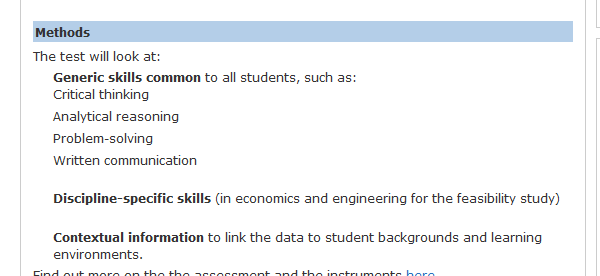 Methods
The test will look at:
Generic skills common to all students, such as:
Critical thinking
Analytical reasoning
Problem-solving
Written communication
Discipline-specific skills (in economics and engineering for the feasibility study)
Contextual information to link the data to student backgrounds and learning
environments.
Find out more on the the assessment and the instruments here